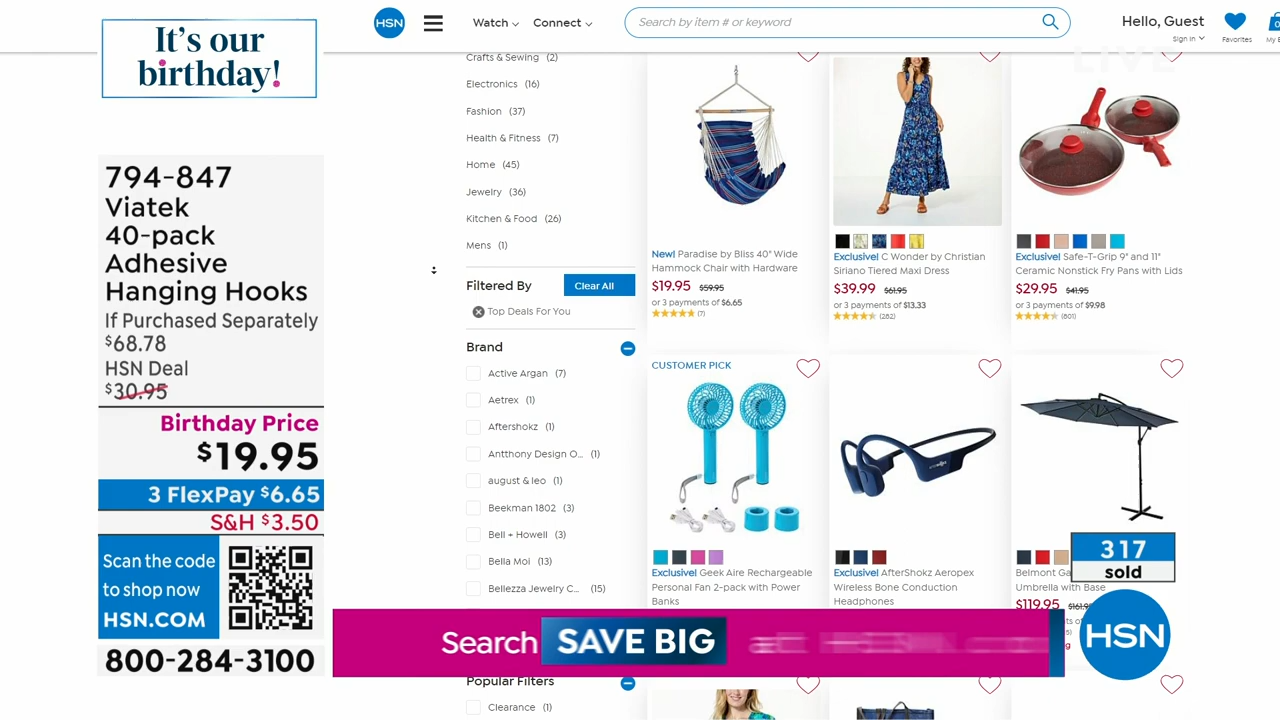 It's our
birthday!
794-847
Viatek
40-pack
Adhesive
Hanging Hooks
If Purchased Separately
$68.78
HSN Deal
$30.95
Birthday Price
$19.95
3 FlexPay $6.65
S&H $3.50
Scan the code
to shop now
HSN.COM
800-284-3100
HSN
Watch
Connect
Search by item # or keyword
Hello, Guest
Sign In
Favorites
LIVE
Crafts & Sewing (2)
Electronics (16)
Fashion (37)
Health & Fitness (7)
Home (45)
Jewelry (36)
Kitchen & Food (26)
Mens (1)
Filtered By
Clear All
Top Deals For You
Brand
Active Argan (7)
Aetrex (1)
Aftershokz (1)
Antthony Design O... (1)
august & leo (1)
Beekman 1802 (3)
Bell + Howell (3)
Bella Moi (13)
Bellezza Jewelry C... (15)
Popular Filters
Clearance (1)
New! Paradise by Bliss 40" Wide
Hammock Chair with Hardware
$19.95 $59.95
or 3 payments of $6.65
(7)
Exclusive! C Wonder by Christian
Siriano Tiered Maxi Dress
$39.99 $61.95
or 3 payments of $13.33
(282)
Exclusive! Safe-T-Grip 9" and 11"
Ceramic Nonstick Fry Pans with Lids
$29.95 $41.95
or 3 payments of $9.98
(801)
CUSTOMER PICK
Exclusive! Geek Aire Rechargeable
Personal Fan 2-pack with Power
Banks
Exclusive! AfterShokz Aeropex
Wireless Bone Conduction
Headphones
Belmont Ga
Umbrella with Base
$119.95
317
sold
Search SAVE BIG
HSN